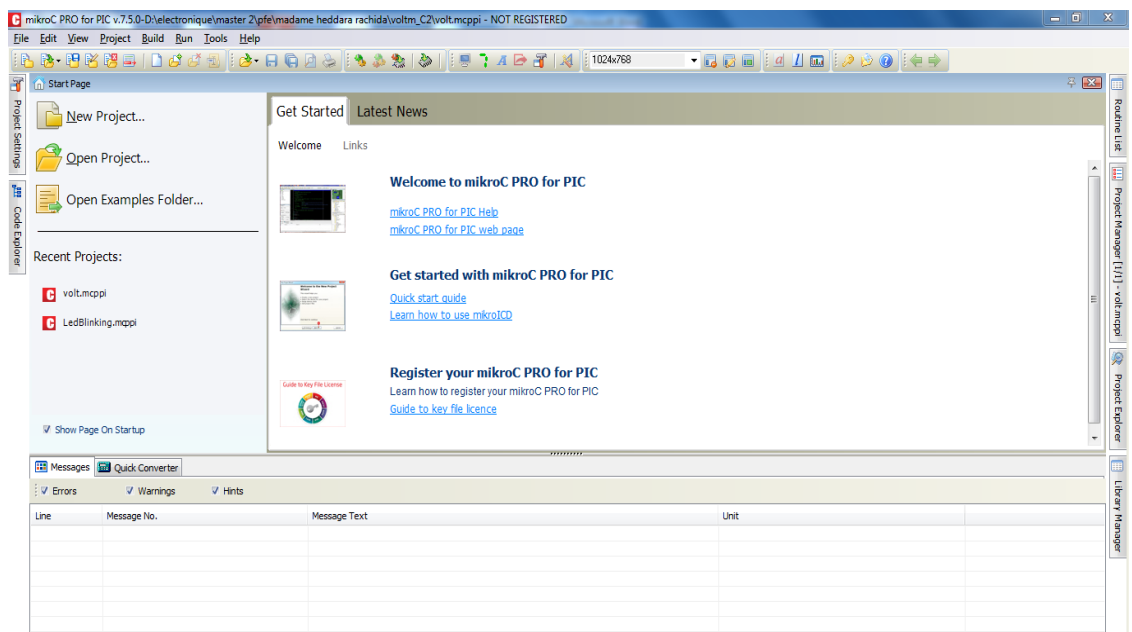 mikroC PRO for PIC v.7.5.0-D:\electronique\master 2\pfe\madame heddara rachida\voltm_C2\volt.mcppi - NOT REGISTERED
File Edit View Project Build Run Tools Help
1024x768
Start Page
Project Settings
Code Explorer
New Project...
Open Project...
Open Examples Folder...
Recent Projects:
volt.mcppi
LedBlinking.mcppi
Show Page On Startup
Get Started Latest News
Welcome Links
Welcome to mikroC PRO for PIC
mikroC PRO for PIC Help
mikroC PRO for PIC web page
Get started with mikroC PRO for PIC
Quick start guide
Learn how to use mikroICD
Guide to Key File License
Register your mikroC PRO for PIC
Learn how to register your mikroC PRO for PIC
Guide to key file licence
Routine List
Project Manager [1/1] - volt.mcppi
Project Explorer
Library Manager
Messages Quick Converter
Errors Warnings Hints
Line Message No. Message Text Unit